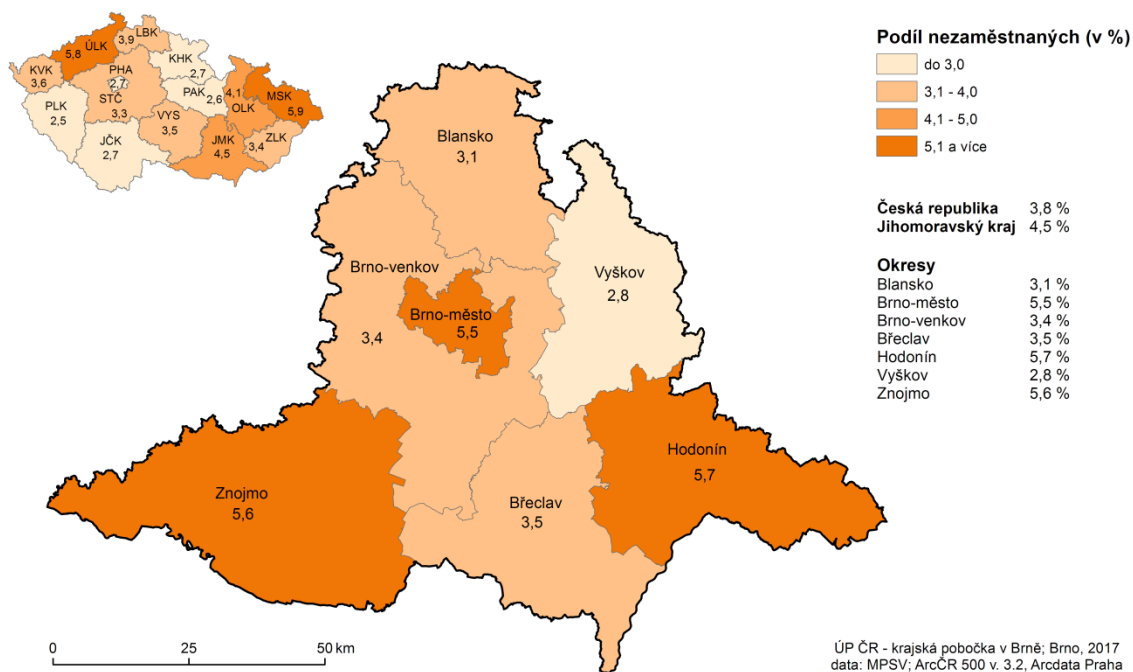 ÚLK
5,8
LBK
3,9
KVK
3,6
PHA
2,7
KHK
2,7
PLK
2,5
STČ
3,3
PAK
2,6
4,1
OLK
MSK
5,9
JČK
2,7
VYS
3,5
JMK
4,5
ZLK
3,4
Podíl nezaměstnaných (v %)
do 3,0
3,1 - 4,0
4,1 - 5,0
5,1 a více
Česká republika 3,8 %
Jihomoravský kraj 4,5 %
Okresy
Blansko 3,1 %
Brno-město 5,5 %
Brno-venkov 3,4 %
Břeclav 3,5 %
Hodonín 5,7 %
Vyškov 2,8 %
Znojmo 5,6 %
Blansko
3,1
Brno-venkov
3,4
Brno-město
5,5
Vyškov
2,8
Znojmo
5,6
Břeclav
3,5
Hodonín
5,7
0 25 50 km
ÚP ČR - krajská pobočka v Brně; Brno, 2017
data: MPSV; ArcČR 500 v. 3.2, Arcdata Praha